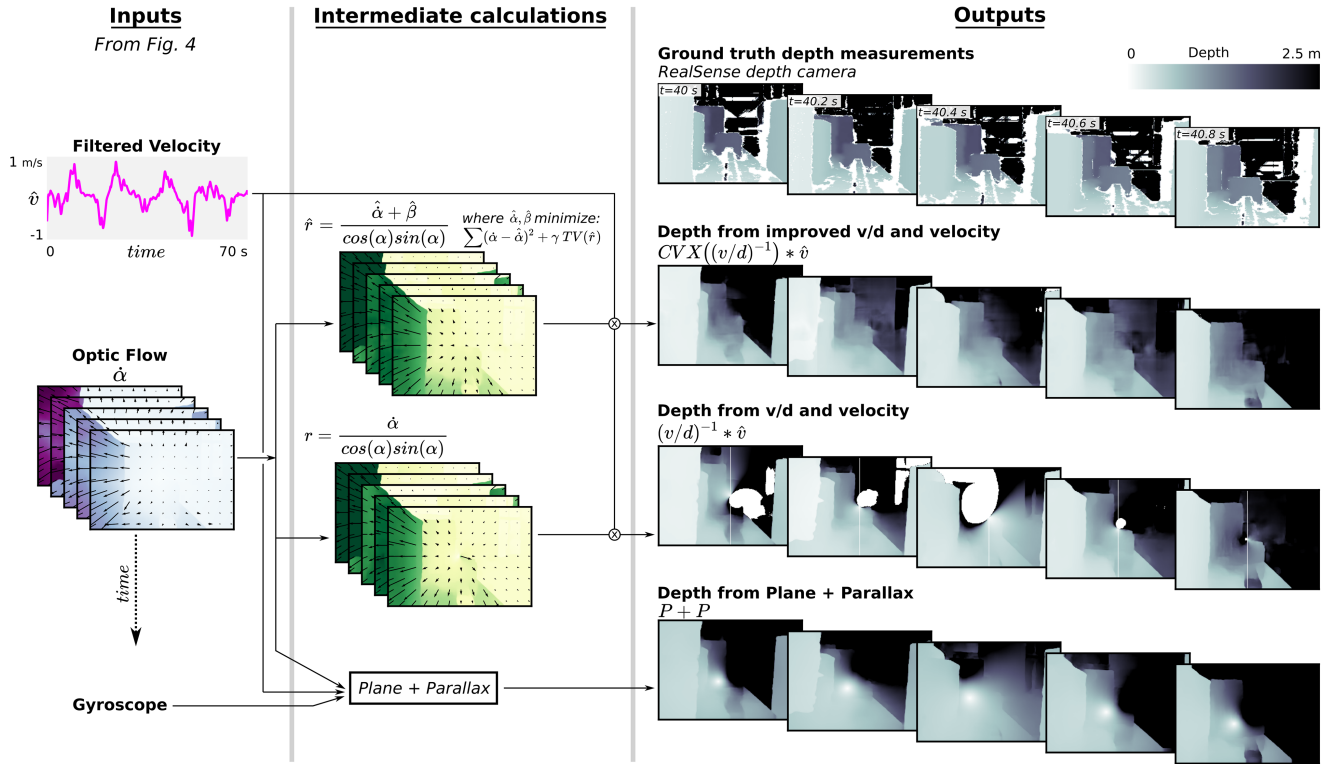 Inputs
From Fig. 4
Filtered Velocity
1 m/s
v̂
-1
0
time
70 s
Optic Flow
α̇
time
Gyroscope
Intermediate calculations
r̂ = (α̂̇ + β̂) / cos(α)sin(α)
where α̂̇, β̂ minimize:
∑(α̇ − α̂̇)² + γ TV(r̂)
r = α̇ / cos(α)sin(α)
x
x
Plane + Parallax
Outputs
Ground truth depth measurements
RealSense depth camera
0 Depth 2.5 m
t=40 s
t=40.2 s
t=40.4 s
t=40.6 s
t=40.8 s
Depth from improved v/d and velocity
CVX((v/d)⁻¹) * v̂
Depth from v/d and velocity
(v/d)⁻¹ * v̂
Depth from Plane + Parallax
P + P